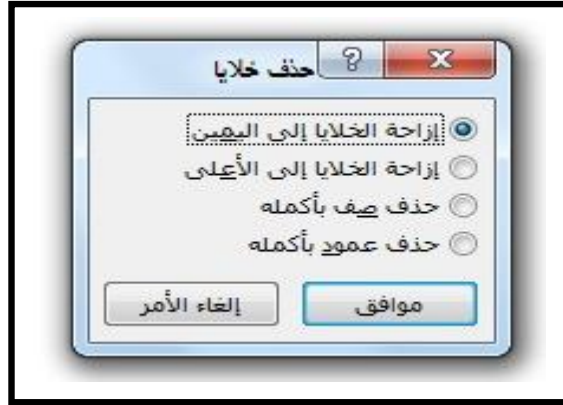 حذف خلايا
إزاحة الخلايا إلى اليمين
إزاحة الخلايا إلى الأعلى
حذف صف بأكمله
حذف عمود بأكمله
موافق إلغاء الأمر